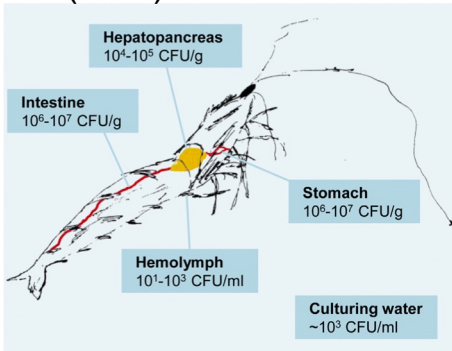 Hepatopancreas
10⁴-10⁵ CFU/g
Intestine
10⁶-10⁷ CFU/g
Stomach
10⁶-10⁷ CFU/g
Hemolymph
10¹-10³ CFU/ml
Culturing water
~10³ CFU/ml